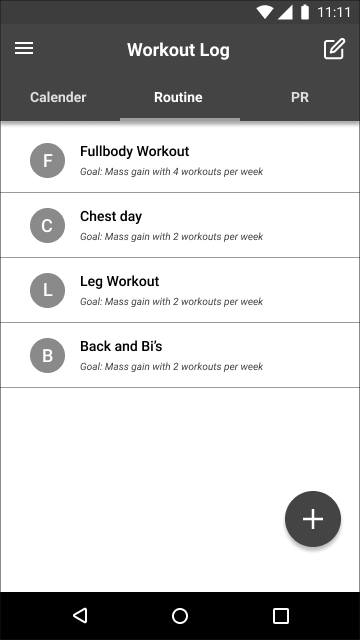 11:11
Workout Log
Calender Routine PR
F
Fullbody Workout
Goal: Mass gain with 4 workouts per week
C
Chest day
Goal: Mass gain with 2 workouts per week
L
Leg Workout
Goal: Mass gain with 2 workouts per week
B
Back and Bi's
Goal: Mass gain with 2 workouts per week